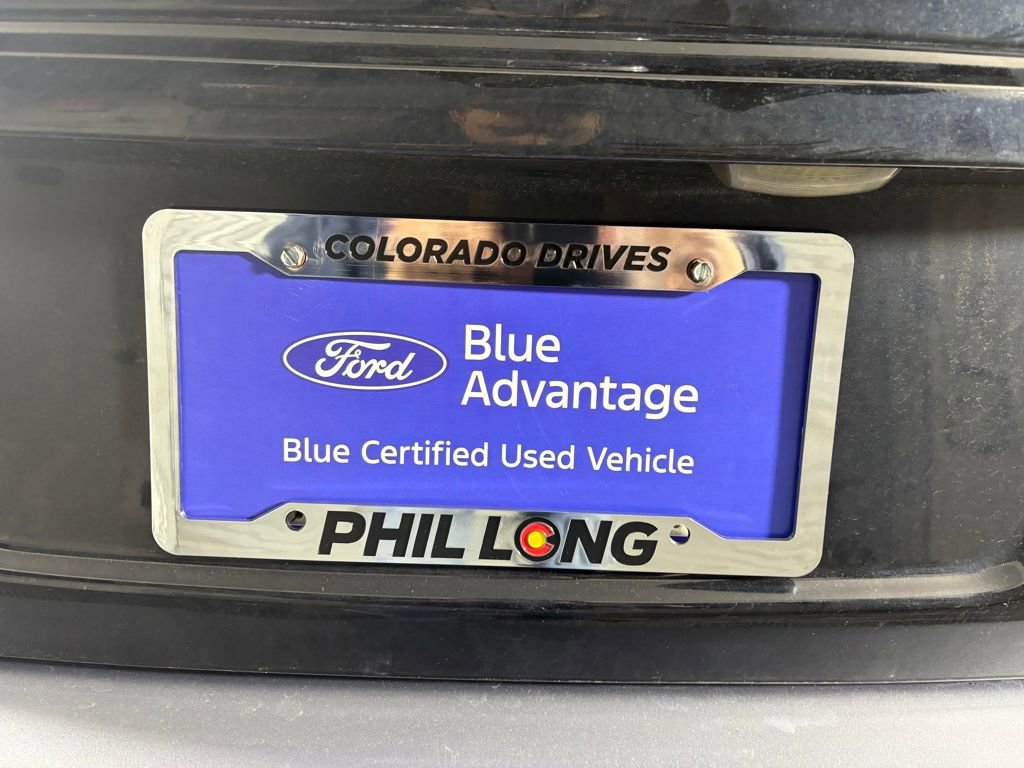 COLORADO DRIVES
Ford
Blue
Advantage
Blue Certified Used Vehicle
PHIL LONG